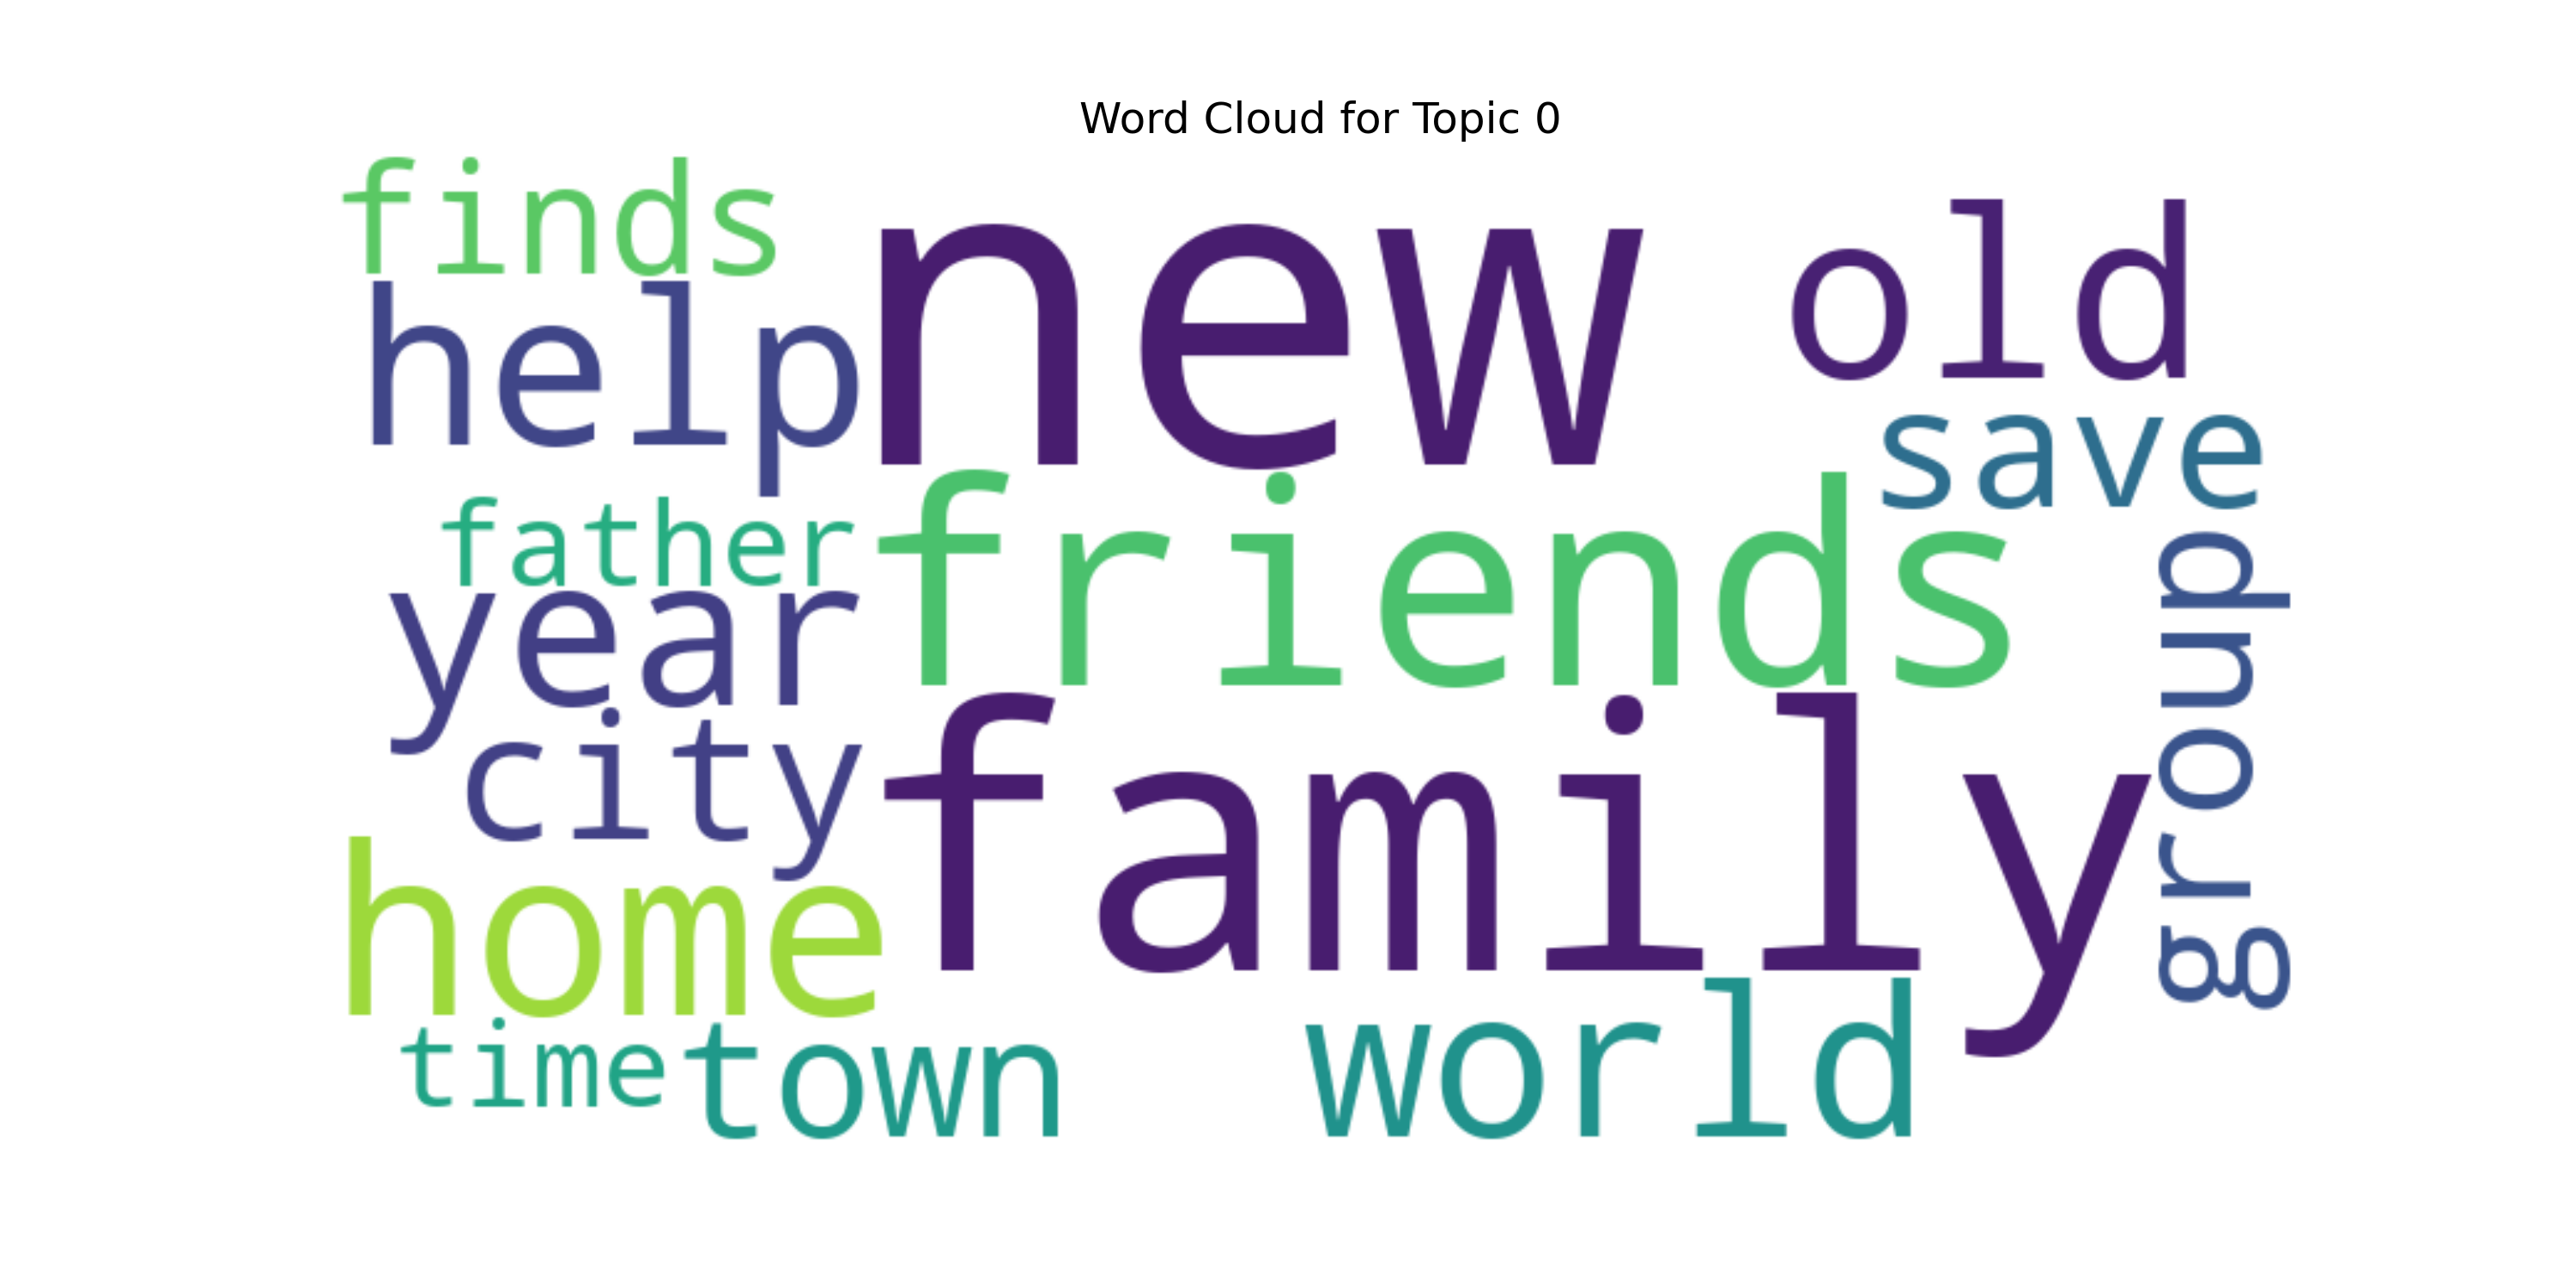 Word Cloud for Topic 0
finds
new
old
help
save
friends
father
group
year
city
family
home
world
time
town